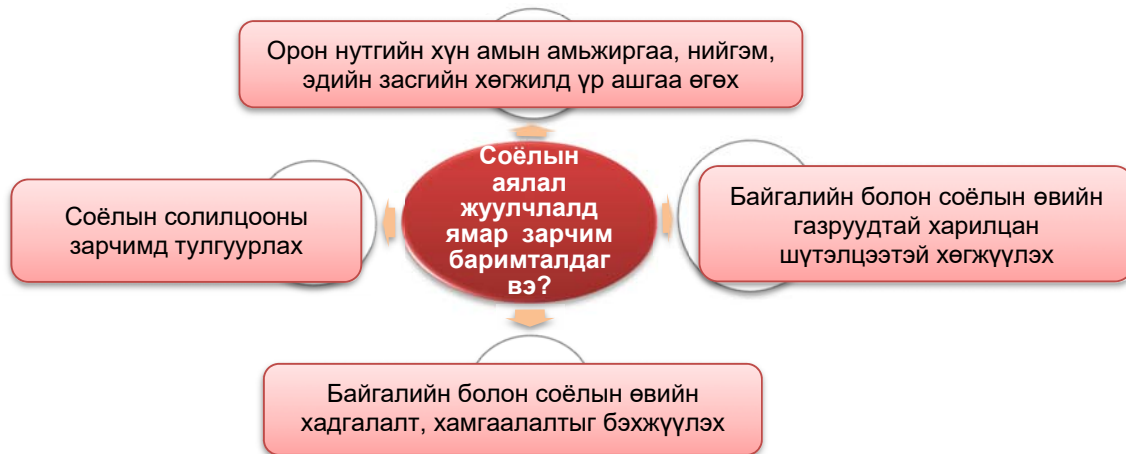 Орон нутгийн хүн амын амьжиргаа, нийгэм,
эдийн засгийн хөгжилд үр ашгаа өгөх
Соёлын солилцооны
зарчимд тулгуурлах
Соёлын
аялал
жуулчлалд
ямар зарчим
баримталдаг
вэ?
Байгалийн болон соёлын өвийн
газруудтай харилцан
шүтэлцээтэй хөгжүүлэх
Байгалийн болон соёлын өвийн
хадгалалт, хамгаалалтыг бэхжүүлэх